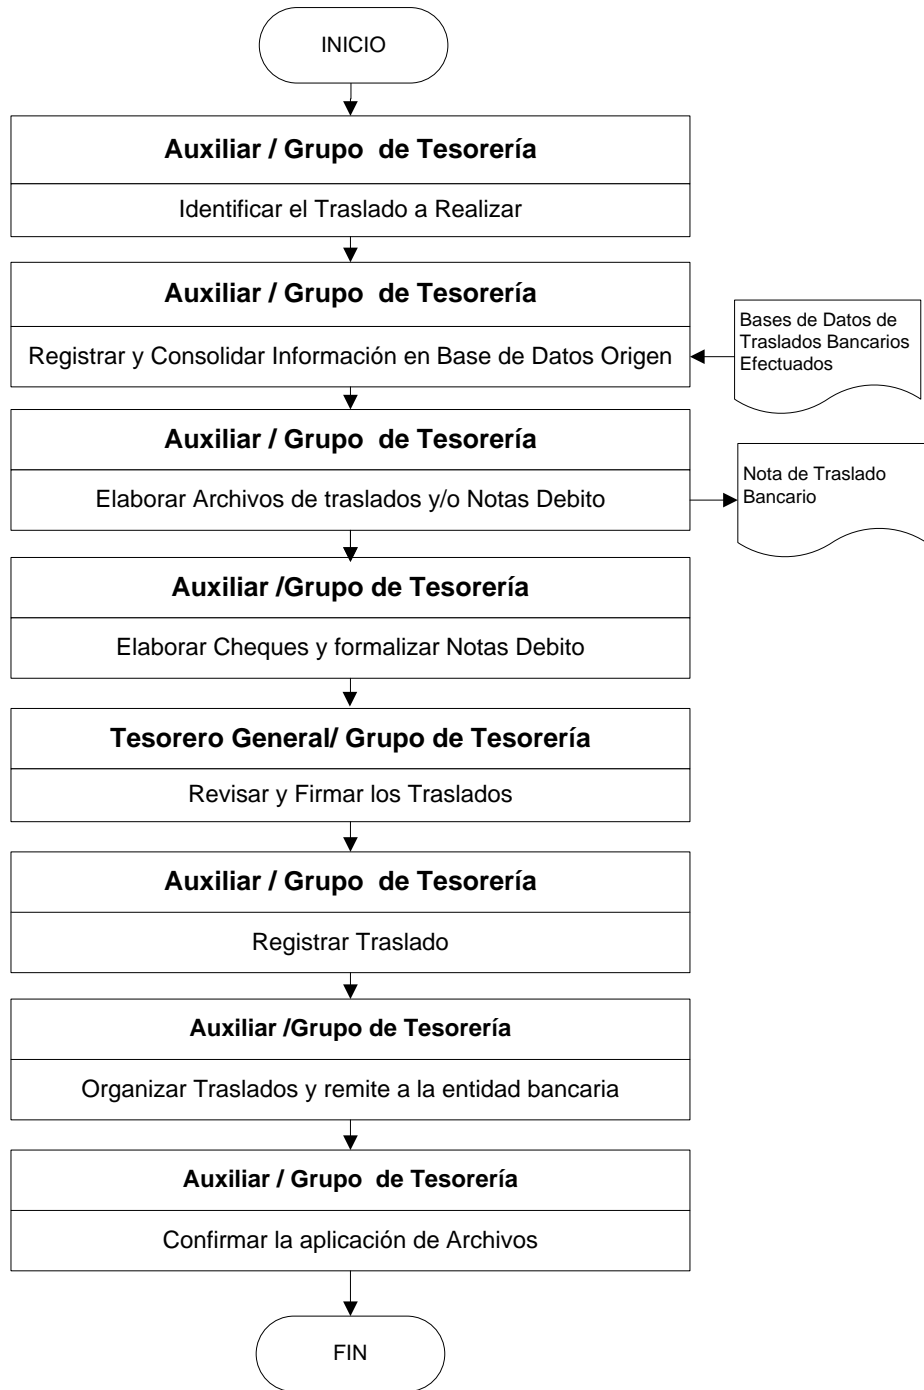 INICIO
Auxiliar / Grupo de Tesorería
Identificar el Traslado a Realizar
Auxiliar / Grupo de Tesorería
Registrar y Consolidar Información en Base de Datos Origen
Bases de Datos de
Traslados Bancarios
Efectuados
Auxiliar / Grupo de Tesorería
Elaborar Archivos de traslados y/o Notas Debito
Nota de Traslado
Bancario
Auxiliar /Grupo de Tesorería
Elaborar Cheques y formalizar Notas Debito
Tesorero General/ Grupo de Tesorería
Revisar y Firmar los Traslados
Auxiliar / Grupo de Tesorería
Registrar Traslado
Auxiliar /Grupo de Tesorería
Organizar Traslados y remite a la entidad bancaria
Auxiliar / Grupo de Tesorería
Confirmar la aplicación de Archivos
FIN